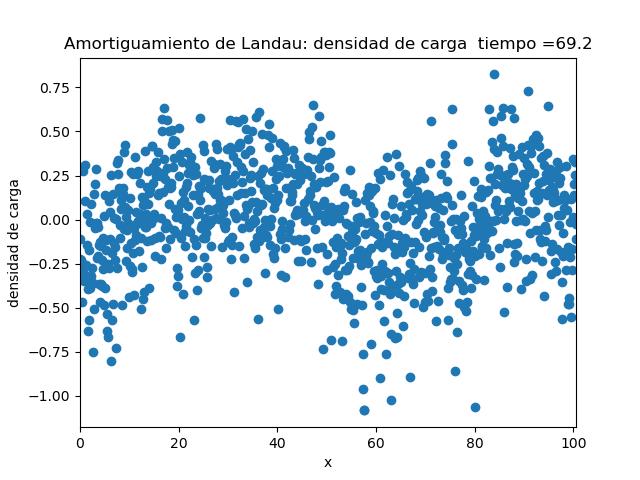 Amortiguamiento de Landau: densidad de carga  tiempo =69.2
densidad de carga
0.75
0.50
0.25
0.00
−0.25
−0.50
−0.75
−1.00
0 20 40 60 80 100
x